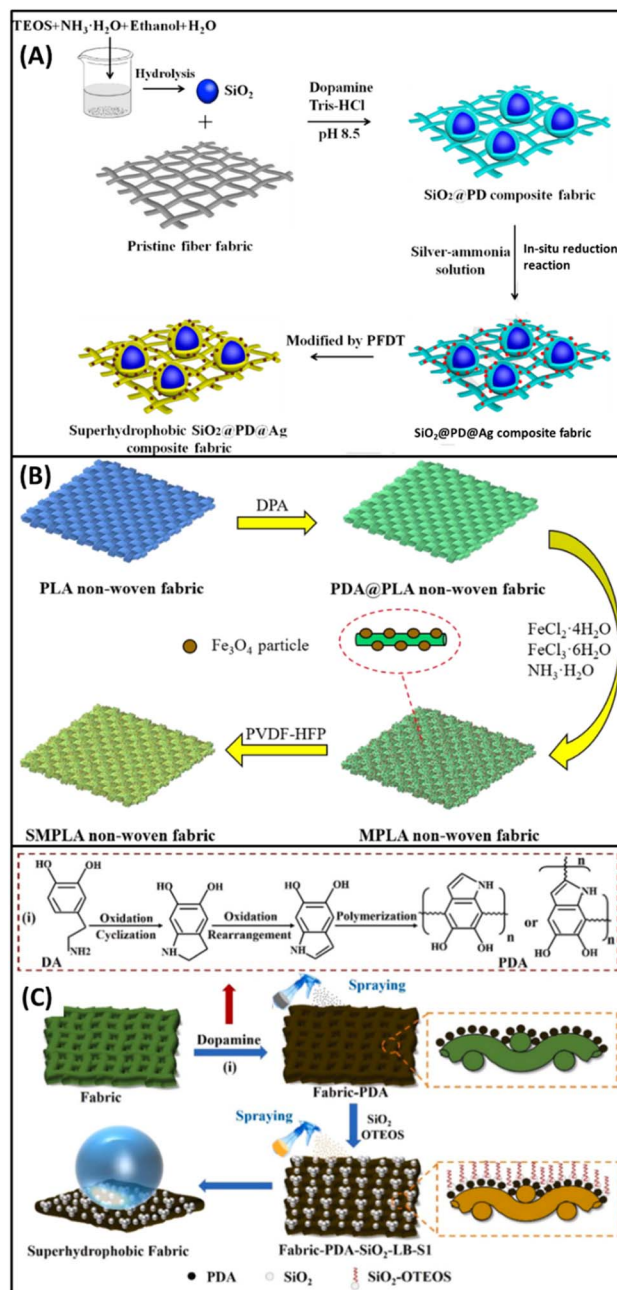 TEOS+NH₃·H₂O+Ethanol+H₂O
(A)
Hydrolysis
SiO₂
+
Dopamine
Tris-HCl
pH 8.5
Pristine fiber fabric
SiO₂@PD composite fabric
Silver-ammonia
solution
In-situ reduction
reaction
Modified by PFDT
Superhydrophobic SiO₂@PD@Ag
composite fabric
SiO₂@PD@Ag composite fabric
(B)
DPA
PLA non-woven fabric
PDA@PLA non-woven fabric
Fe₃O₄ particle
FeCl₂·4H₂O
FeCl₃·6H₂O
NH₃·H₂O
PVDF-HFP
SMPLA non-woven fabric
MPLA non-woven fabric
(i)
HO
OH
NH2
DA
Oxidation
Cyclization
HO
OH
NH
Oxidation
Rearrangement
HO
OH
NH
Polymerization
NH
n
HO
OH
or
n
NH
HO
OH
PDA
(C)
Spraying
Dopamine
(i)
Fabric
Fabric-PDA
SiO₂
OTEOS
Spraying
Superhydrophobic Fabric
Fabric-PDA-SiO₂-LB-S1
PDA
SiO₂
SiO₂-OTEOS